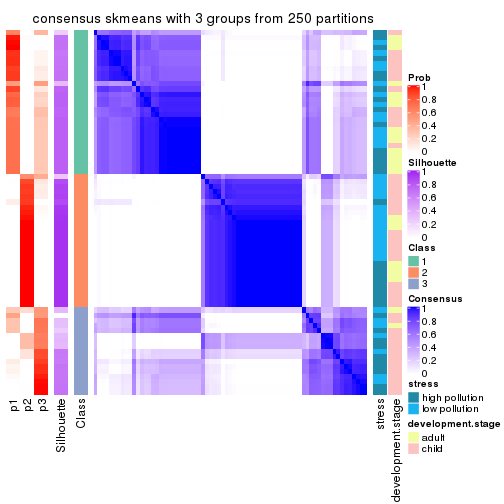 consensus skmeans with 3 groups from 250 partitions
Prob
1
0.8
0.6
0.4
0.2
0
Silhouette
1
0.8
0.6
0.4
0.2
0
Class
1
2
3
Consensus
1
0.8
0.6
0.4
0.2
0
stress
high pollution
low pollution
development.stage
adult
child
p1
p2
p3
Silhouette
Class
stress
development.stage